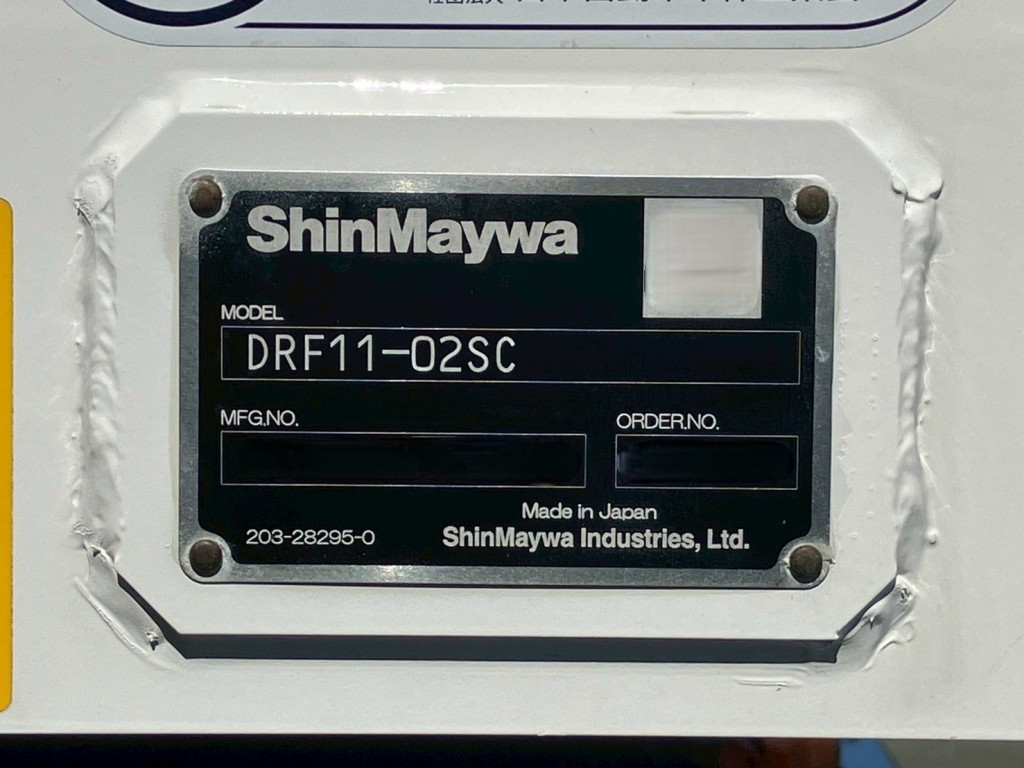 ShinMaywa
MODEL
DRF11-02SC
MFG.NO.
ORDER.NO.
Made in Japan
203-28295-0
ShinMaywa Industries, Ltd.